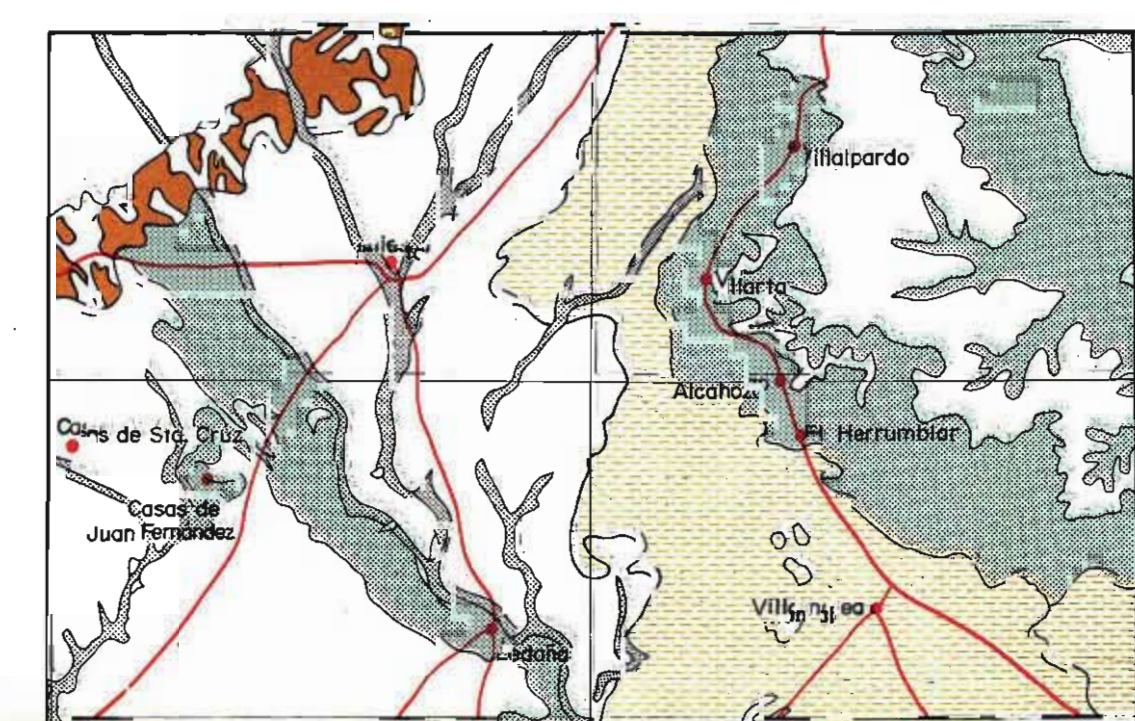 Villalpardo
Villarta
Alcahozo
El Herrumblar
Casas de Sta. Cruz
Casas de
Juan Fernández
Ledaña